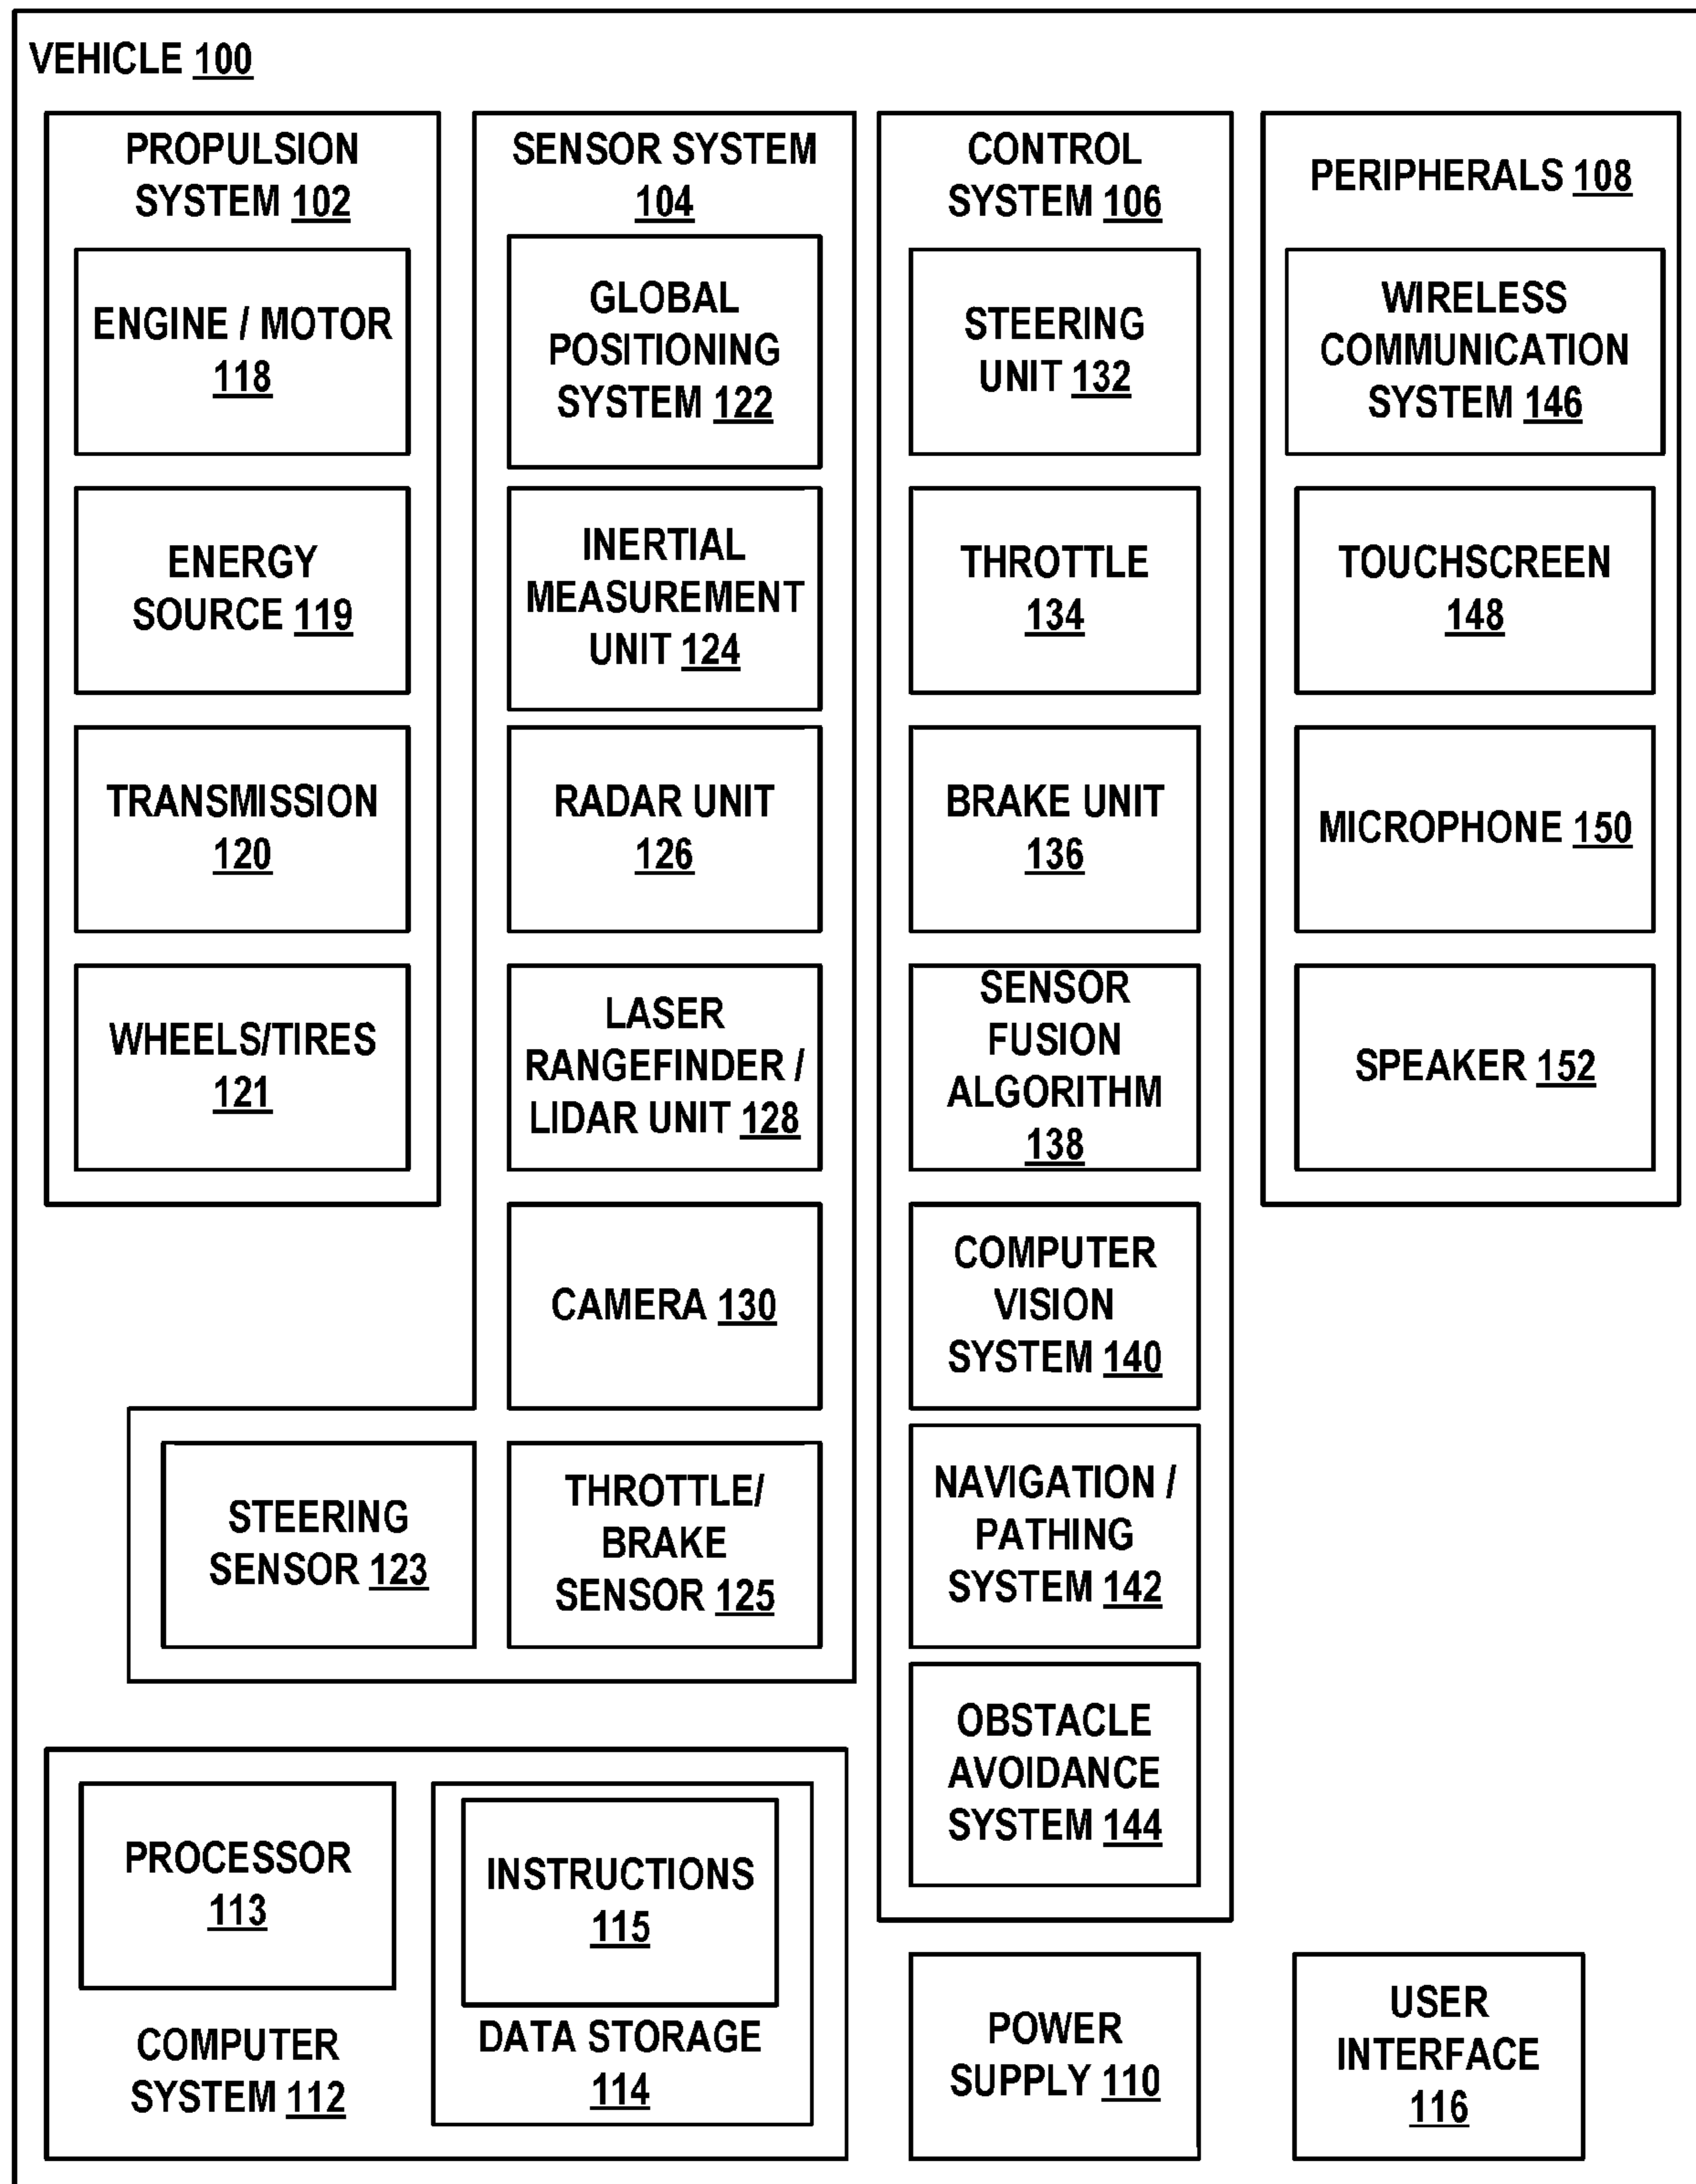 VEHICLE 100
PROPULSION
SYSTEM 102
ENGINE / MOTOR
118
ENERGY
SOURCE 119
TRANSMISSION
120
WHEELS/TIRES
121
SENSOR SYSTEM
104
GLOBAL
POSITIONING
SYSTEM 122
INERTIAL
MEASUREMENT
UNIT 124
RADAR UNIT
126
LASER
RANGEFINDER /
LIDAR UNIT 128
CAMERA 130
STEERING
SENSOR 123
THROTTLE/
BRAKE
SENSOR 125
CONTROL
SYSTEM 106
STEERING
UNIT 132
THROTTLE
134
BRAKE UNIT
136
SENSOR
FUSION
ALGORITHM
138
COMPUTER
VISION
SYSTEM 140
NAVIGATION /
PATHING
SYSTEM 142
OBSTACLE
AVOIDANCE
SYSTEM 144
PERIPHERALS 108
WIRELESS
COMMUNICATION
SYSTEM 146
TOUCHSCREEN
148
MICROPHONE 150
SPEAKER 152
PROCESSOR
113
COMPUTER
SYSTEM 112
INSTRUCTIONS
115
DATA STORAGE
114
POWER
SUPPLY 110
USER
INTERFACE
116